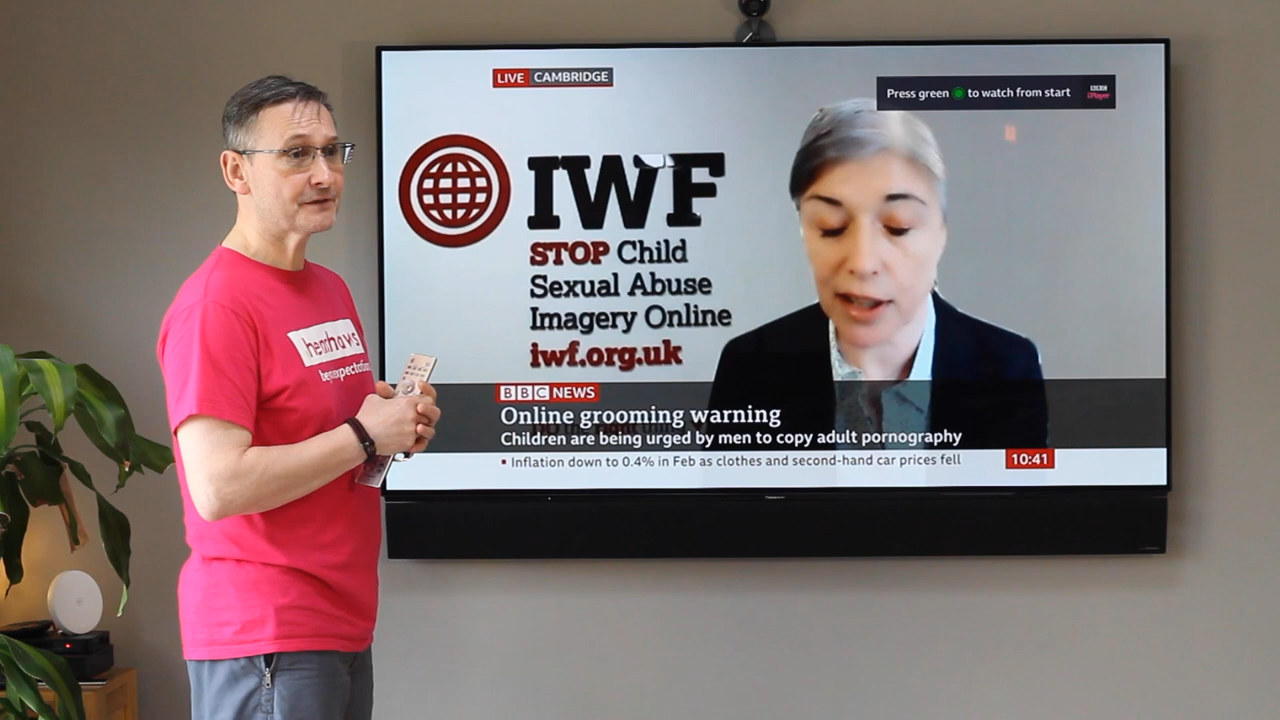 LIVE CAMBRIDGE
Press green to watch from start
BBC
iPlayer
IWF
STOP Child
Sexual Abuse
Imagery Online
iwf.org.uk
BBC NEWS
Online grooming warning
Children are being urged by men to copy adult pornography
Inflation down to 0.4% in Feb as clothes and second-hand car prices fell
10:41